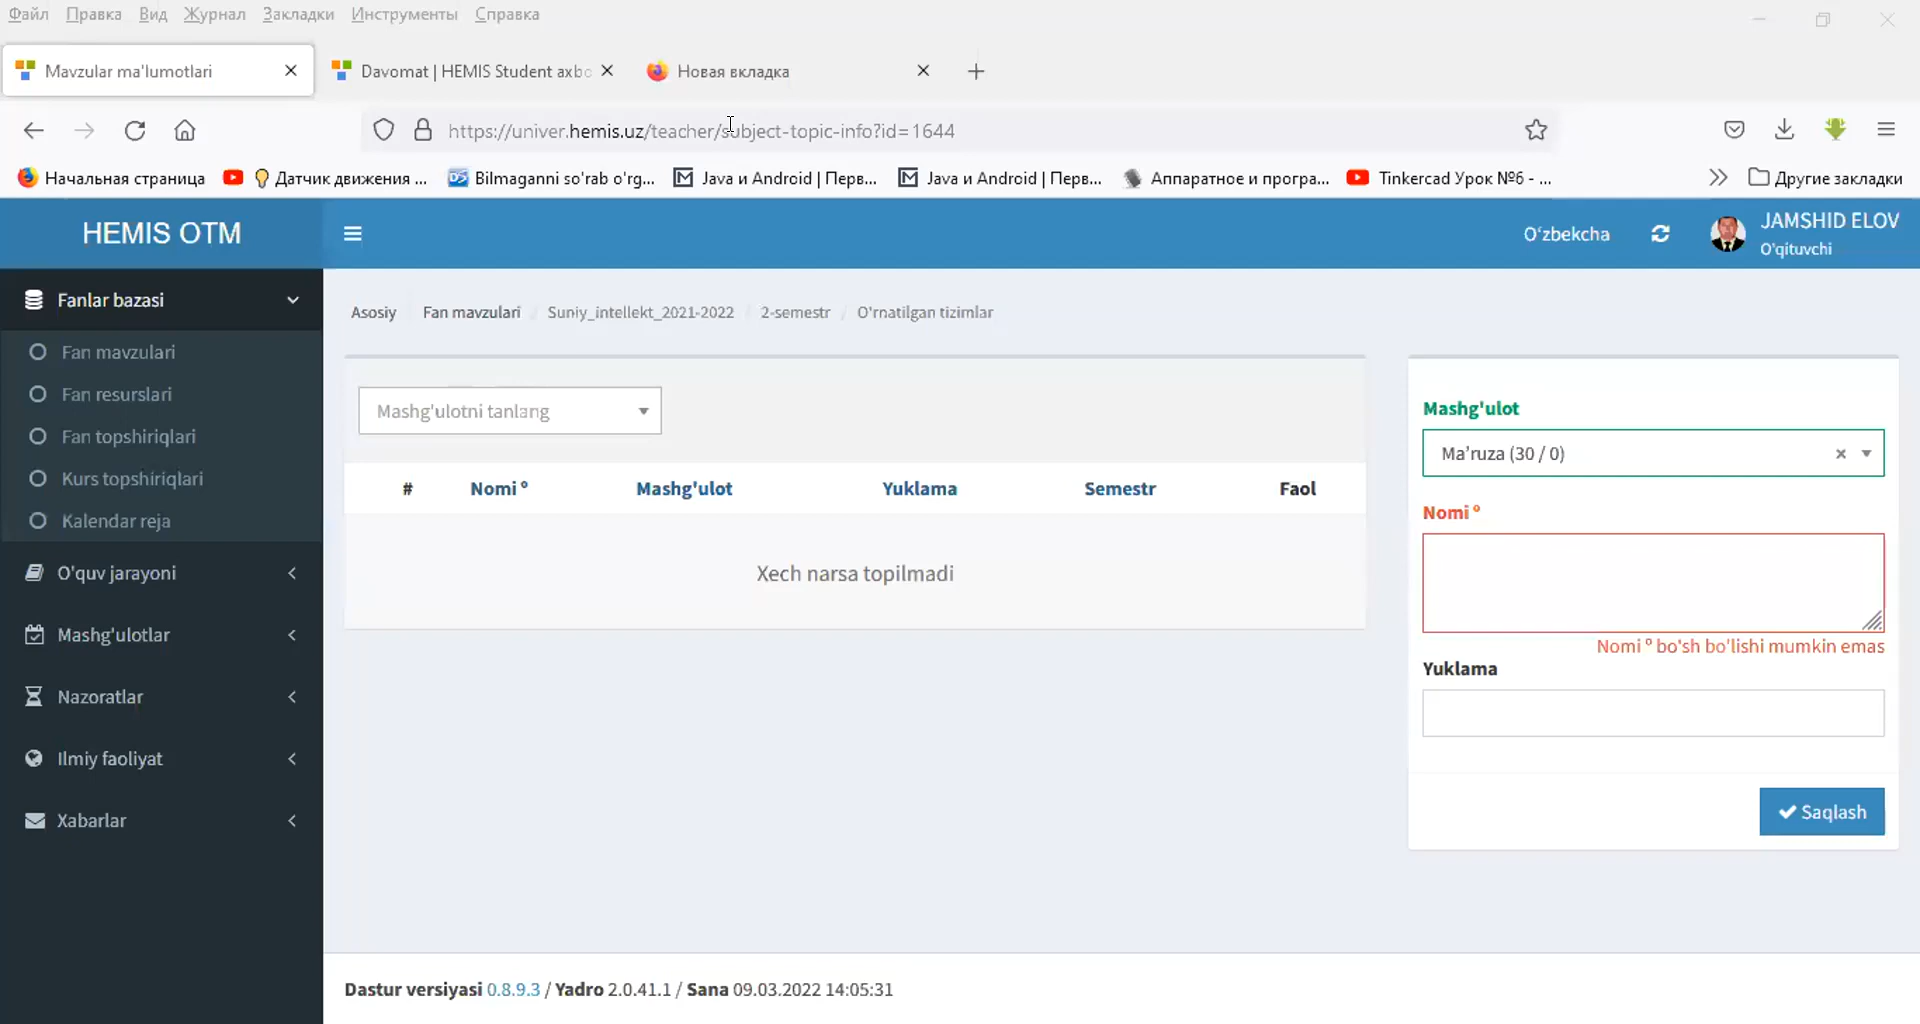 Файл Правка Вид Журнал Закладки Инструменты Справка
Mavzular ma'lumotlari
Davomat | HEMIS Student axbo
Новая вкладка
https://univer.hemis.uz/teacher/subject-topic-info?id=1644
Начальная страница
Датчик движения ...
Bilmaganni so'rab o'rg...
Java и Android | Перв...
Java и Android | Перв...
Аппаратное и програ...
Tinkercad Урок №6 - ...
Другие закладки
HEMIS OTM
O'zbekcha
JAMSHID ELOV
O'qituvchi
Fanlar bazasi
Fan mavzulari
Fan resurslari
Fan topshiriqlari
Kurs topshiriqlari
Kalendar reja
O'quv jarayoni
Mashg'ulotlar
Nazoratlar
Ilmiy faoliyat
Xabarlar
Asosiy Fan mavzulari / Suniy_intellekt_2021-2022 / 2-semestr / O'rnatilgan tizimlar
Mashg'ulotni tanlang
# Nomi º Mashg'ulot Yuklama Semestr Faol
Xech narsa topilmadi
Mashg'ulot
Ma'ruza (30 / 0)
Nomi º
Nomi º bo'sh bo'lishi mumkin emas
Yuklama
Saqlash
Dastur versiyasi 0.8.9.3 / Yadro 2.0.41.1 / Sana 09.03.2022 14:05:31